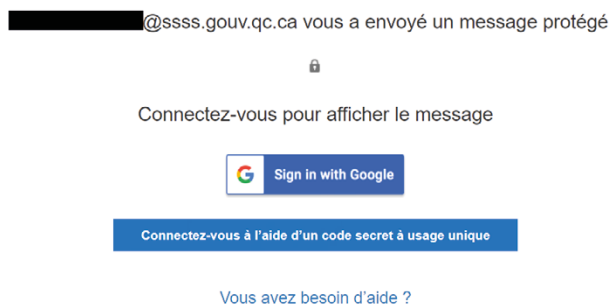 @ssss.gouv.qc.ca vous a envoyé un message protégé
Connectez-vous pour afficher le message
Sign in with Google
Connectez-vous à l'aide d'un code secret à usage unique
Vous avez besoin d'aide ?